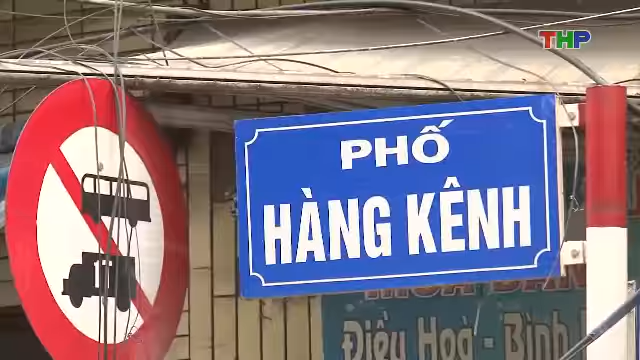 THP
PHỐ
HÀNG KÊNH
Điều Hoà - Bình